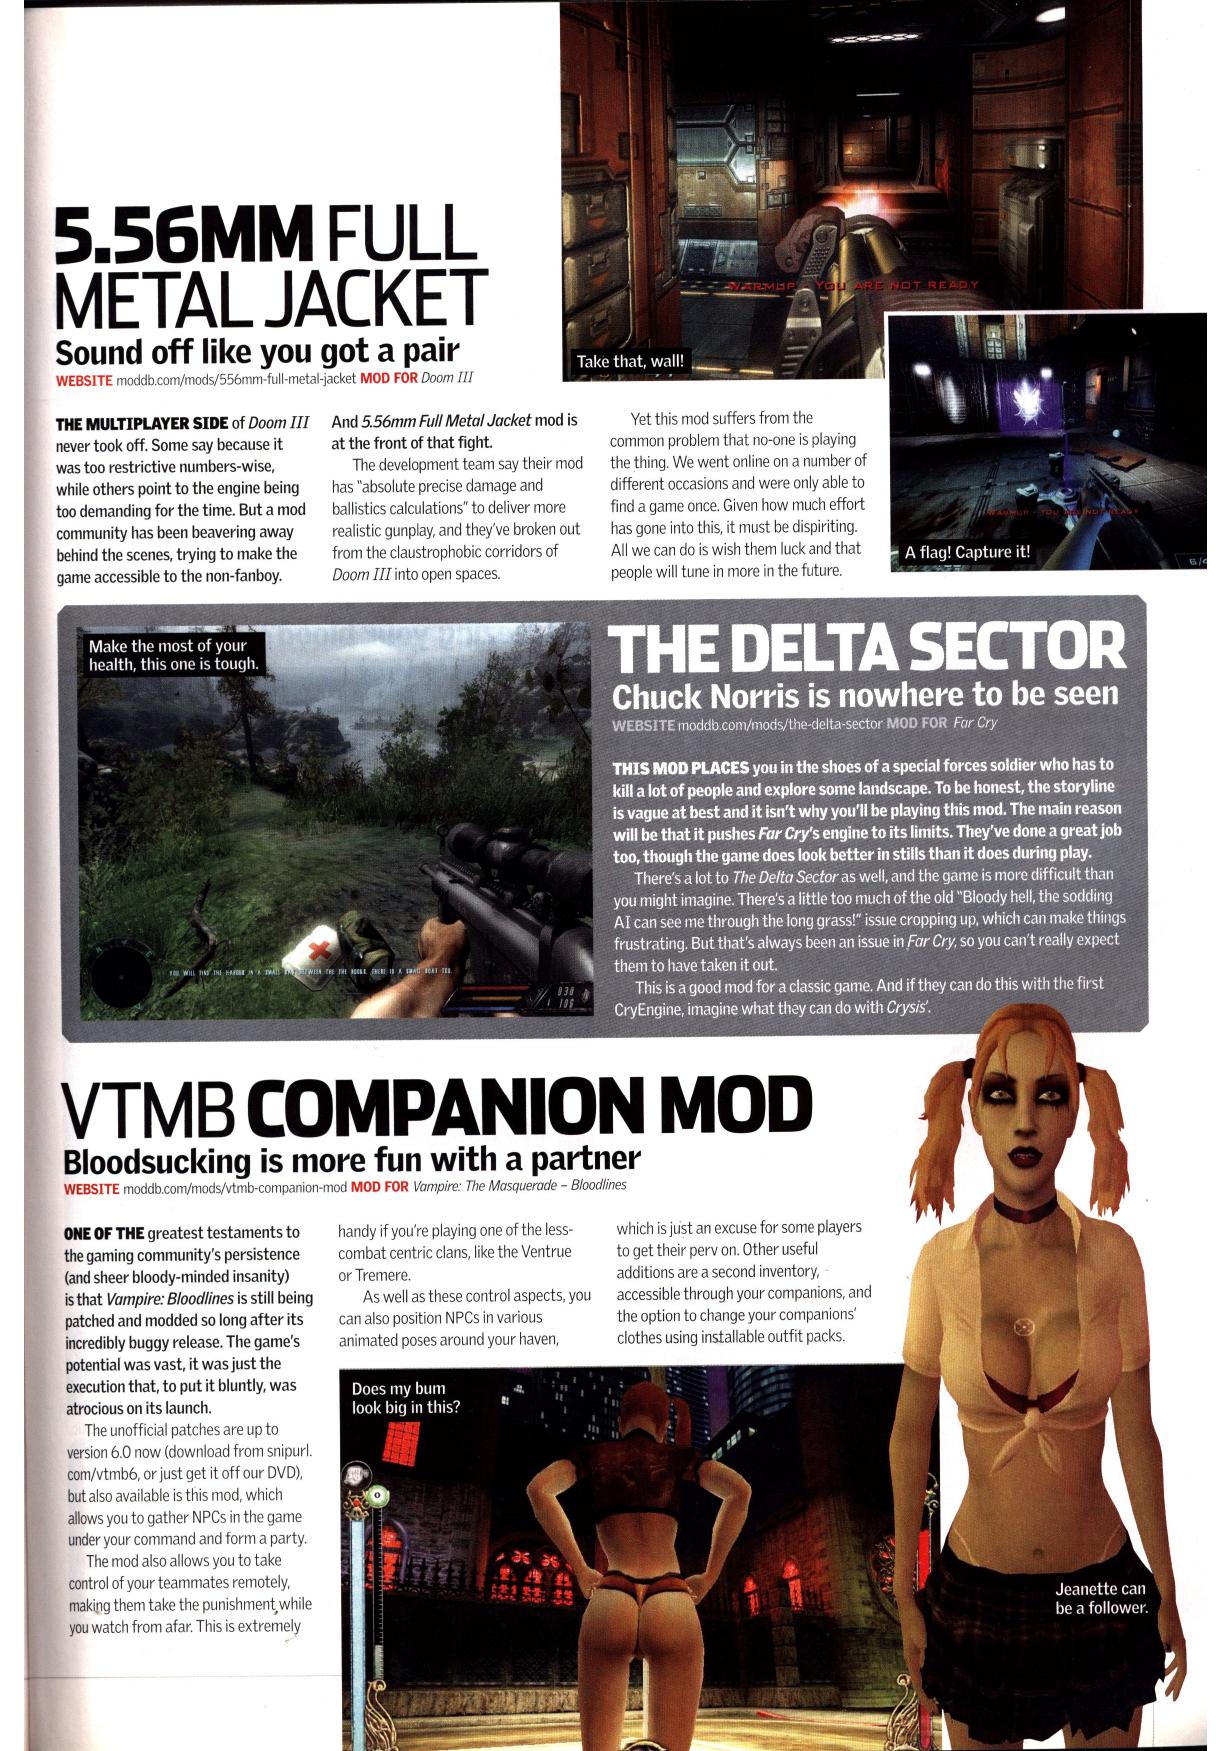 5.56MM FULL
METAL JACKET
Sound off like you got a pair
WEBSITE moddb.com/mods/556mm-full-metal-jacket MOD FOR Doom III
THE MULTIPLAYER SIDE of Doom III
never took off. Some say because it
was too restrictive numbers-wise,
while others point to the engine being
too demanding for the time. But a mod
community has been beavering away
behind the scenes, trying to make the
game accessible to the non-fanboy.
And 5.56mm Full Metal Jacket mod is
at the front of that fight.
The development team say their mod
has "absolute precise damage and
ballistics calculations" to deliver more
realistic gunplay, and they've broken out
from the claustrophobic corridors of
Doom III into open spaces.
Yet this mod suffers from the
common problem that no-one is playing
the thing. We went online on a number of
different occasions and were only able to
find a game once. Given how much effort
has gone into this, it must be dispiriting.
All we can do is wish them luck and that
people will tune in more in the future.
WARMUP - YOU ARE NOT READY
Take that, wall!
WARMUP - YOU ARE NOT READY
A flag! Capture it!
Make the most of your
health, this one is tough.
YOU WILL FIND THE HARBOR IN A SMALL BAY BETWEEN THE THE ROCKS. THERE IS A SMALL BOAT TOO.
THE DELTA SECTOR
Chuck Norris is nowhere to be seen
WEBSITE moddb.com/mods/the-delta-sector MOD FOR Far Cry
THIS MOD PLACES you in the shoes of a special forces soldier who has to
kill a lot of people and explore some landscape. To be honest, the storyline
is vague at best and it isn't why you'll be playing this mod. The main reason
will be that it pushes Far Cry's engine to its limits. They've done a great job
too, though the game does look better in stills than it does during play.
There's a lot to The Delta Sector as well, and the game is more difficult than
you might imagine. There's a little too much of the old "Bloody hell, the sodding
AI can see me through the long grass!" issue cropping up, which can make things
frustrating. But that's always been an issue in Far Cry, so you can't really expect
them to have taken it out.
This is a good mod for a classic game. And if they can do this with the first
CryEngine, imagine what they can do with Crysis'.
VTMB COMPANION MOD
Bloodsucking is more fun with a partner
WEBSITE moddb.com/mods/vtmb-companion-mod MOD FOR Vampire: The Masquerade – Bloodlines
ONE OF THE greatest testaments to
the gaming community's persistence
(and sheer bloody-minded insanity)
is that Vampire: Bloodlines is still being
patched and modded so long after its
incredibly buggy release. The game's
potential was vast, it was just the
execution that, to put it bluntly, was
atrocious on its launch.
The unofficial patches are up to
version 6.0 now (download from snipurl.
com/vtmb6, or just get it off our DVD),
but also available is this mod, which
allows you to gather NPCs in the game
under your command and form a party.
The mod also allows you to take
control of your teammates remotely,
making them take the punishment while
you watch from afar. This is extremely
handy if you're playing one of the less-
combat centric clans, like the Ventrue
or Tremere.
As well as these control aspects, you
can also position NPCs in various
animated poses around your haven,
which is just an excuse for some players
to get their perv on. Other useful
additions are a second inventory,
accessible through your companions, and
the option to change your companions'
clothes using installable outfit packs.
Does my bum
look big in this?
Jeanette can
be a follower.